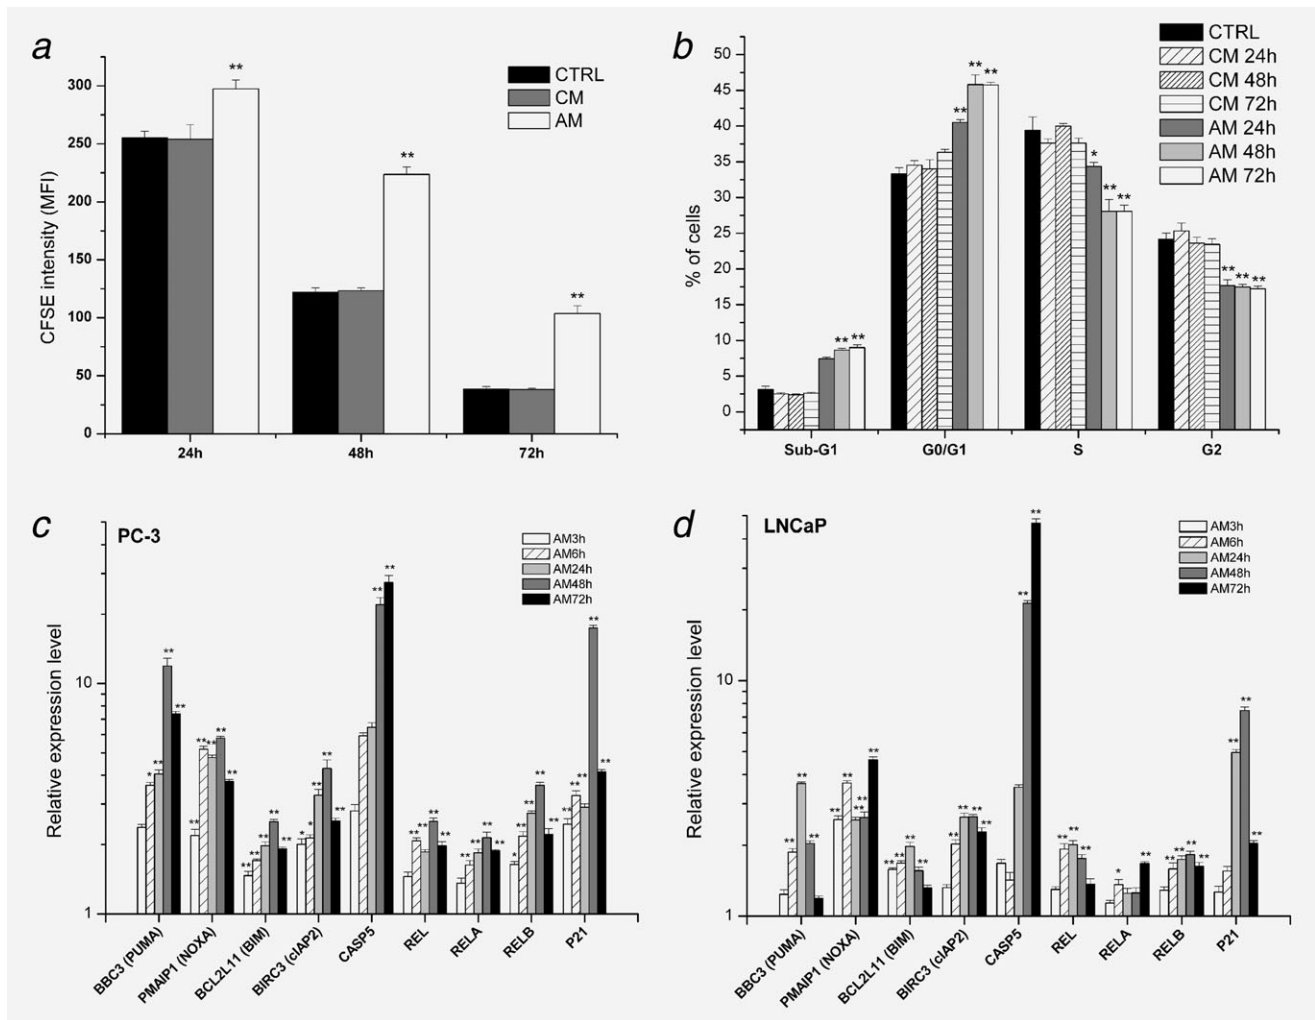 a
CTRL
CM
AM
CFSE intensity (MFI)
300
250
200
150
100
50
0
**
**
**
24h 48h 72h
b
CTRL
CM 24h
CM 48h
CM 72h
AM 24h
AM 48h
AM 72h
% of cells
50
45
40
35
30
25
20
15
10
5
0
** **
** ** **
* ** **
** ** **
Sub-G1 G0/G1 S G2
c
PC-3
AM3h
AM6h
AM24h
AM48h
AM72h
Relative expression level
10
1
BBC3 (PUMA)
PMAIP1 (NOXA)
BCL2L11 (BIM)
BIRC3 (cIAP2)
CASP5
REL
RELA
RELB
P21
d
LNCaP
AM3h
AM6h
AM24h
AM48h
AM72h
Relative expression level
10
1
BBC3 (PUMA)
PMAIP1 (NOXA)
BCL2L11 (BIM)
BIRC3 (cIAP2)
CASP5
REL
RELA
RELB
P21